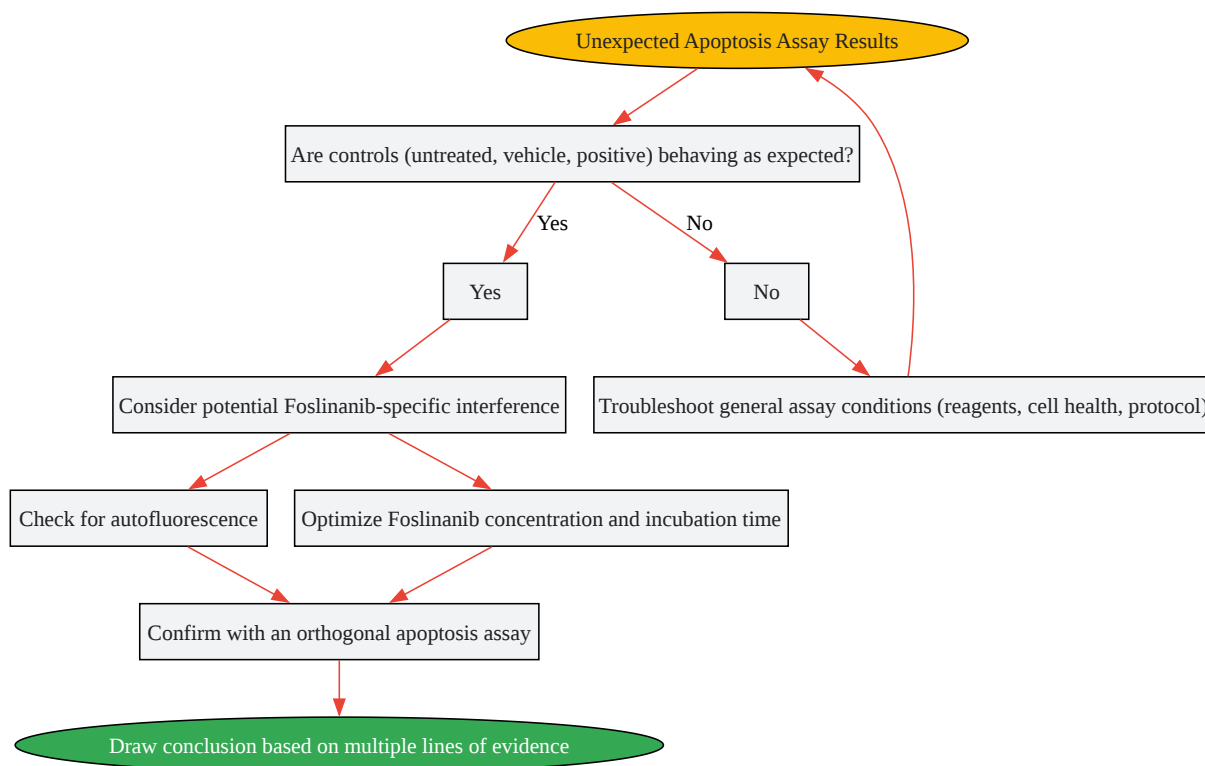 Unexpected Apoptosis Assay Results
Are controls (untreated, vehicle, positive) behaving as expected?
Yes
No
Yes
No
Consider potential Foslinanib-specific interference
Troubleshoot general assay conditions (reagents, cell health, protocol)
Check for autofluorescence
Optimize Foslinanib concentration and incubation time
Confirm with an orthogonal apoptosis assay
Draw conclusion based on multiple lines of evidence